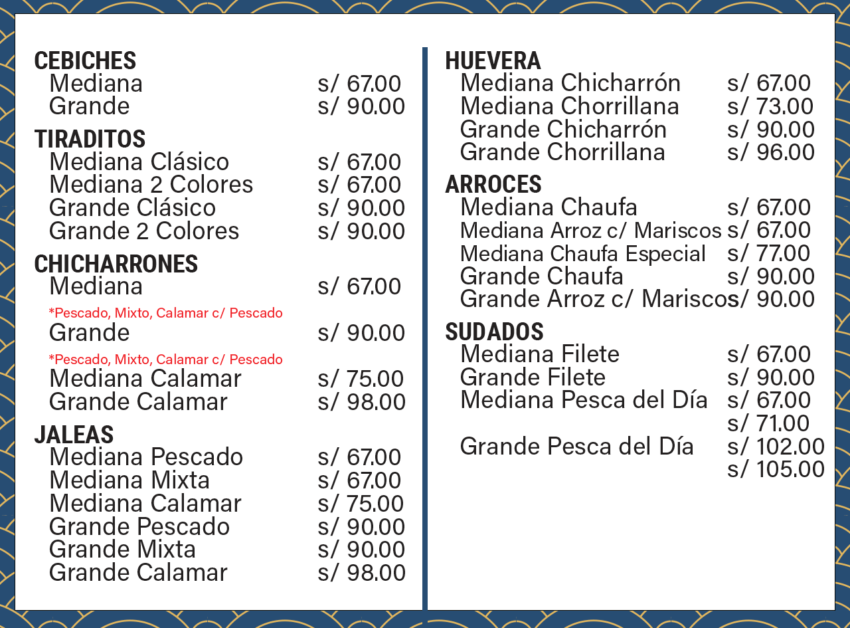 CEBICHES
Mediana s/ 67.00
Grande s/ 90.00
TIRADITOS
Mediana Clásico s/ 67.00
Mediana 2 Colores s/ 67.00
Grande Clásico s/ 90.00
Grande 2 Colores s/ 90.00
CHICHARRONES
Mediana s/ 67.00
*Pescado, Mixto, Calamar c/ Pescado
Grande s/ 90.00
*Pescado, Mixto, Calamar c/ Pescado
Mediana Calamar s/ 75.00
Grande Calamar s/ 98.00
JALEAS
Mediana Pescado s/ 67.00
Mediana Mixta s/ 67.00
Mediana Calamar s/ 75.00
Grande Pescado s/ 90.00
Grande Mixta s/ 90.00
Grande Calamar s/ 98.00
HUEVERA
Mediana Chicharrón s/ 67.00
Mediana Chorrillana s/ 73.00
Grande Chicharrón s/ 90.00
Grande Chorrillana s/ 96.00
ARROCES
Mediana Chaufa s/ 67.00
Mediana Arroz c/ Mariscos s/ 67.00
Mediana Chaufa Especial s/ 77.00
Grande Chaufa s/ 90.00
Grande Arroz c/ Mariscos s/ 90.00
SUDADOS
Mediana Filete s/ 67.00
Grande Filete s/ 90.00
Mediana Pesca del Día s/ 67.00
s/ 71.00
Grande Pesca del Día s/ 102.00
s/ 105.00